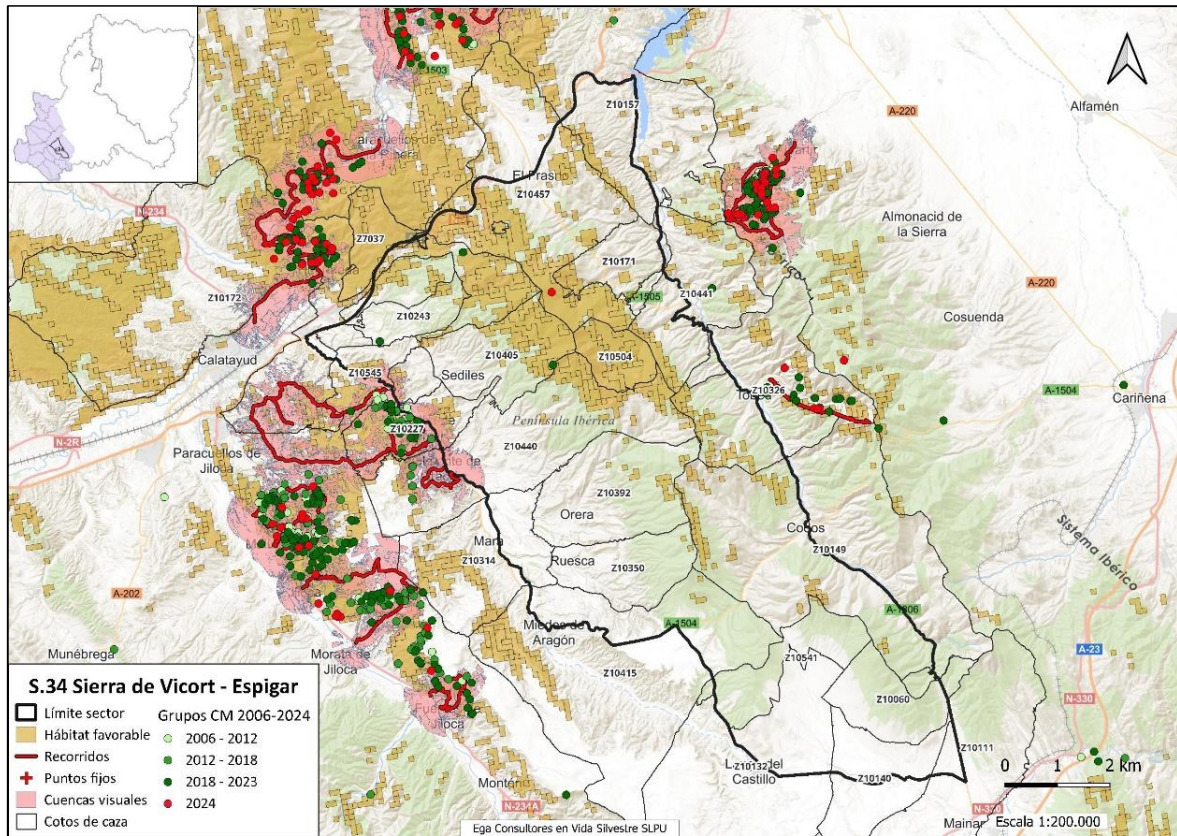 1503
A-220
Alfamén
Z10157
El Fras
Z10457
N-234
Almonacid de
la Sierra
Z7037
Z10171
Z10172
A-1505
Z10441
A-220
Z10243
Cosuenda
Calatayud
Z10405
Z10504
Z10545
Sediles
Z10326
A-1504
Cariñena
Península Ibérica
Z10227
Z10440
N-2R
Paracuellos de
Jiloca
Z10392
Orera
Mara
Z10314
Ruesca
Z10350
Z10149
Sistema Ibérico
A-202
A-1504
Miedes de
Aragón
Munébrega
Morata de
Jiloca
Z10541
A-23
Z10415
Z10060
N-330
Z10111
Z10132
del
Castillo
Z10140
N-234A
N-330
Mainar
S.34 Sierra de Vicort - Espigar
Límite sector
Hábitat favorable
Recorridos
Puntos fijos
Cuencas visuales
Cotos de caza
Grupos CM 2006-2024
2006 - 2012
2012 - 2018
2018 - 2023
2024
0 1 2 km
Escala 1:200.000
Ega Consultores en Vida Silvestre SLPU